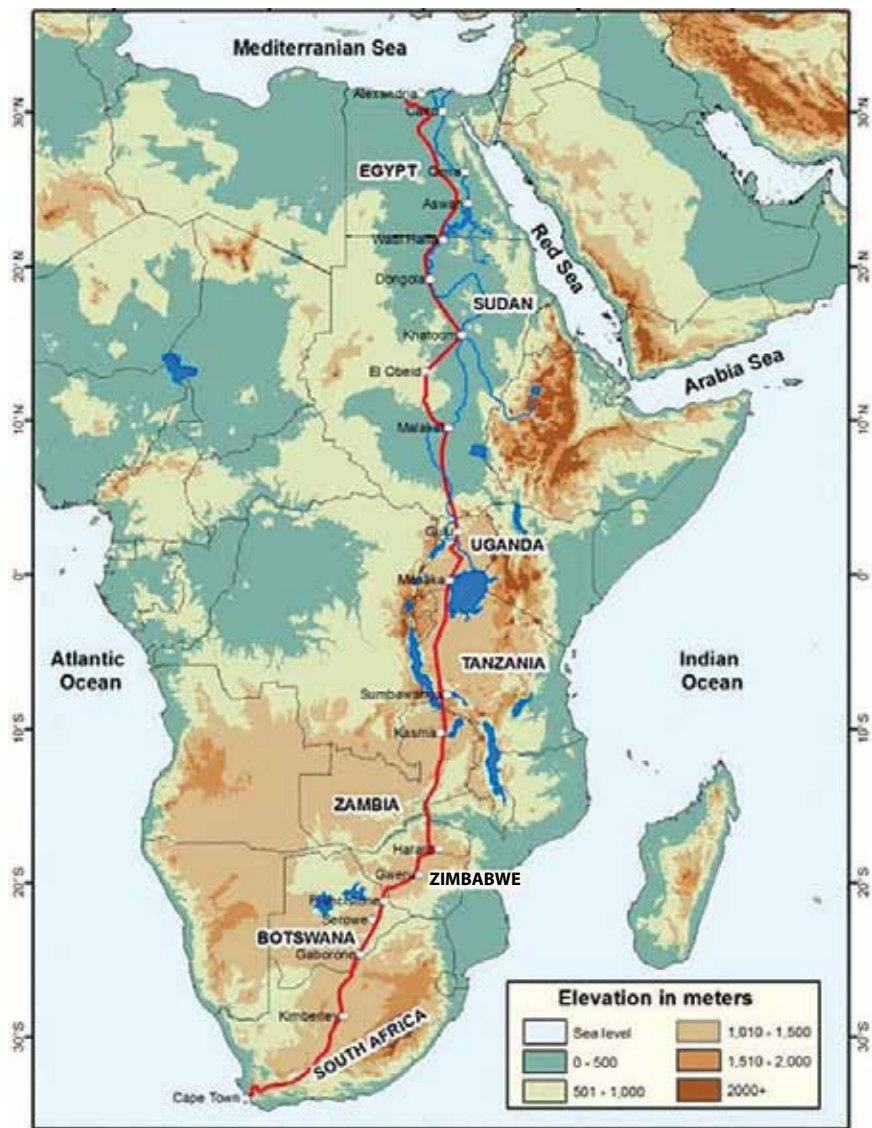 Mediterranean Sea
Alexandria
Cairo
30°N
EGYPT
Qena
Aswan
Wadi Halfa
Red Sea
20°N
Dongola
SUDAN
Khatoom
Arabia Sea
El Obeid
10°N
Malakal
Gulu
UGANDA
0°
Masaka
Atlantic
Ocean
TANZANIA
Indian
Ocean
Sumbawanga
10°S
Kasma
ZAMBIA
Harare
Gweru
ZIMBABWE
20°S
Serowe
BOTSWANA
Gaborone
Kimberley
30°S
SOUTH AFRICA
Cape Town
Elevation in meters
Sea level
0 - 500
501 - 1,000
1,010 - 1,500
1,510 - 2,000
2000+